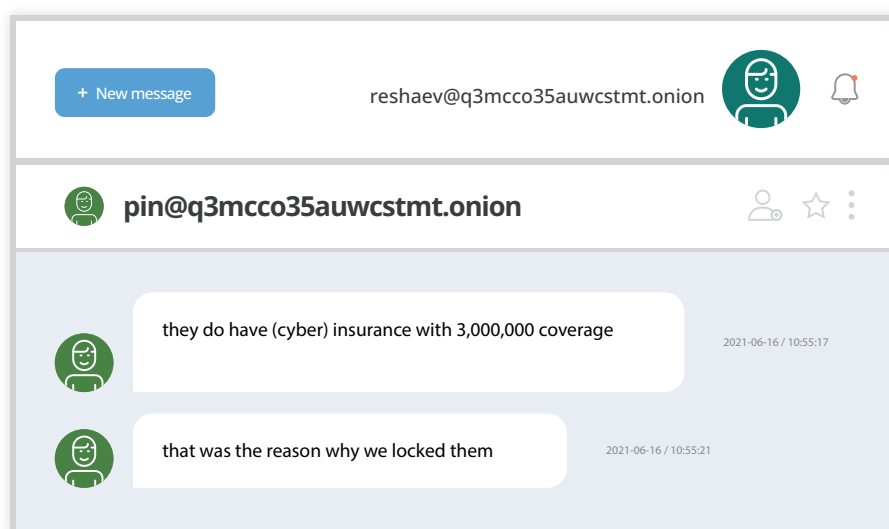 + New message
reshaev@q3mcco35auwcstmt.onion
pin@q3mcco35auwcstmt.onion
they do have (cyber) insurance with 3,000,000 coverage
2021-06-16 / 10:55:17
that was the reason why we locked them
2021-06-16 / 10:55:21